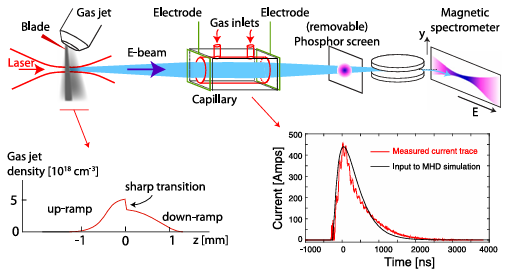 Gas jet
Blade
Laser
E-beam
Electrode
Gas inlets
Electrode
Capillary
(removable)
Phosphor screen
Magnetic
spectrometer
y
E
Gas jet
density [10¹⁸ cm⁻³]
sharp transition
5
up-ramp
down-ramp
0
-1
0
1
z [mm]
500
400
300
200
100
0
Current [Amps]
Measured current trace
Input to MHD simulation
-1000
0
1000
2000
3000
4000
Time [ns]